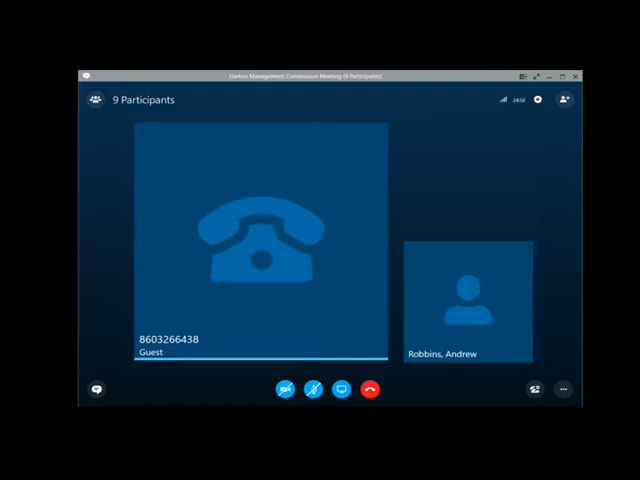 Harbor Management Commission Meeting (9 Participants)
9 Participants
24:58
8603266438
Guest
Robbins, Andrew